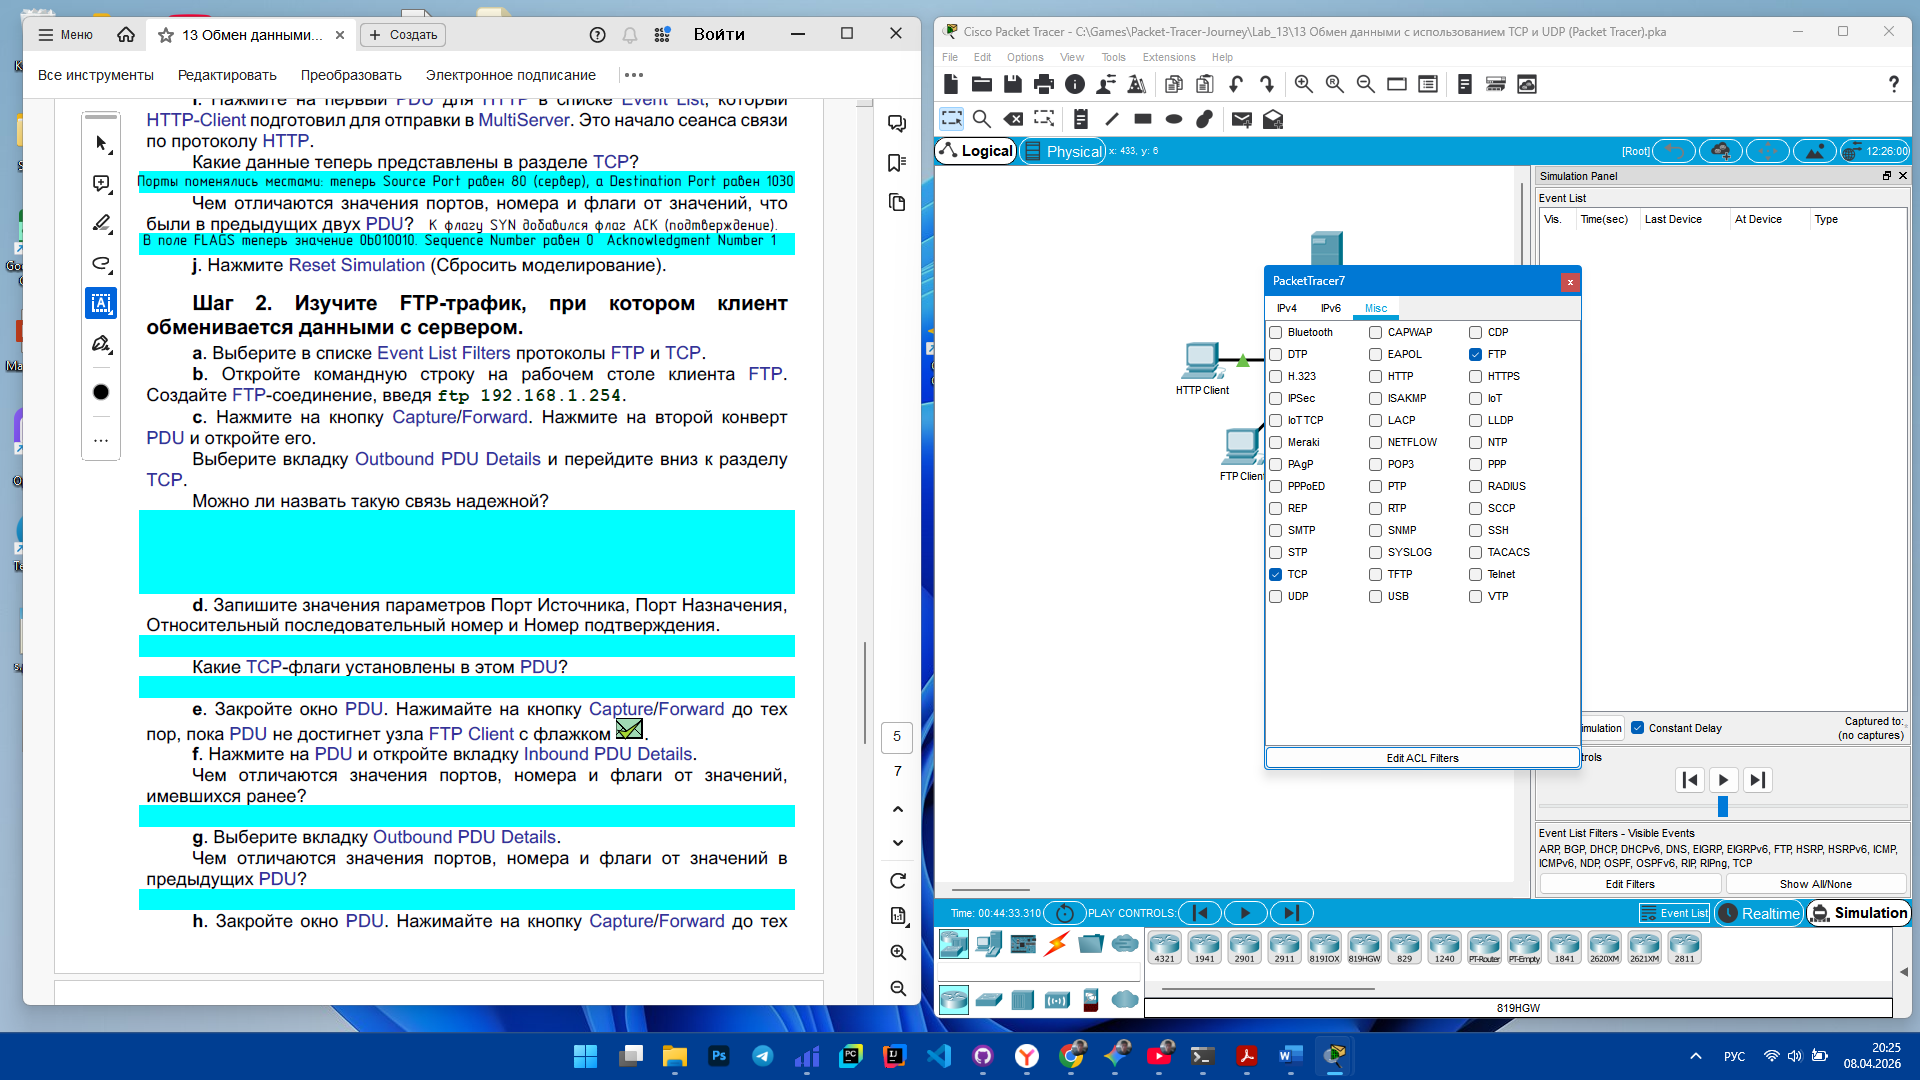 Меню
13 Обмен данными...
Создать
Войти
Все инструменты
Редактировать
Преобразовать
Электронное подписание
HTTP-Client подготовил для отправки в MultiServer. Это начало сеанса связи
по протоколу HTTP.
Какие данные теперь представлены в разделе TCP?
Порты поменялись местами: теперь Source Port равен 80 (сервер), а Destination Port равен 1030
Чем отличаются значения портов, номера и флаги от значений, что
были в предыдущих двух PDU? К флагу SYN добавился флаг ACK (подтверждение).
В поле FLAGS теперь значение 0b010010. Sequence Number равен 0 Acknowledgment Number 1
j. Нажмите Reset Simulation (Сбросить моделирование).
Шаг 2. Изучите FTP-трафик, при котором клиент
обменивается данными с сервером.
a. Выберите в списке Event List Filters протоколы FTP и TCP.
b. Откройте командную строку на рабочем столе клиента FTP.
Создайте FTP-соединение, введя ftp 192.168.1.254.
c. Нажмите на кнопку Capture/Forward. Нажмите на второй конверт
PDU и откройте его.
Выберите вкладку Outbound PDU Details и перейдите вниз к разделу
TCP.
Можно ли назвать такую связь надежной?
d. Запишите значения параметров Порт Источника, Порт Назначения,
Относительный последовательный номер и Номер подтверждения.
Какие TCP-флаги установлены в этом PDU?
e. Закройте окно PDU. Нажимайте на кнопку Capture/Forward до тех
пор, пока PDU не достигнет узла FTP Client с флажком .
f. Нажмите на PDU и откройте вкладку Inbound PDU Details.
Чем отличаются значения портов, номера и флаги от значений,
имевшихся ранее?
g. Выберите вкладку Outbound PDU Details.
Чем отличаются значения портов, номера и флаги от значений в
предыдущих PDU?
h. Закройте окно PDU. Нажимайте на кнопку Capture/Forward до тех
5
7
Cisco Packet Tracer - C:\Games\Packet-Tracer-Journey\Lab_13\13 Обмен данными с использованием TCP и UDP (Packet Tracer).pka
File Edit Options View Tools Extensions Help
Logical
Physical
x: 433, y: 6
[Root]
12:26:00
HTTP Client
FTP Clien
Simulation Panel
Event List
Vis. Time(sec) Last Device At Device Type
PacketTracer7
IPv4 IPv6 Misc
Bluetooth CAPWAP CDP
DTP EAPOL FTP
H.323 HTTP HTTPS
IPSec ISAKMP IoT
IoT TCP LACP LLDP
Meraki NETFLOW NTP
PAgP POP3 PPP
PPPoED PTP RADIUS
REP RTP SCCP
SMTP SNMP SSH
STP SYSLOG TACACS
TCP TFTP Telnet
UDP USB VTP
Edit ACL Filters
imulation
Constant Delay
Captured to:
(no captures)
trols
Event List Filters - Visible Events
ARP, BGP, DHCP, DHCPv6, DNS, EIGRP, EIGRPv6, FTP, HSRP, HSRPv6, ICMP,
ICMPv6, NDP, OSPF, OSPFv6, RIP, RIPng, TCP
Edit Filters
Show All/None
Time: 00:44:33.310
PLAY CONTROLS:
Event List
Realtime
Simulation
4321 1941 2901 2911 819IOX 819HGW 829 1240 PT-Router PT-Empty 1841 2620XM 2621XM 2811
819HGW
РУС
20:25
08.04.2026